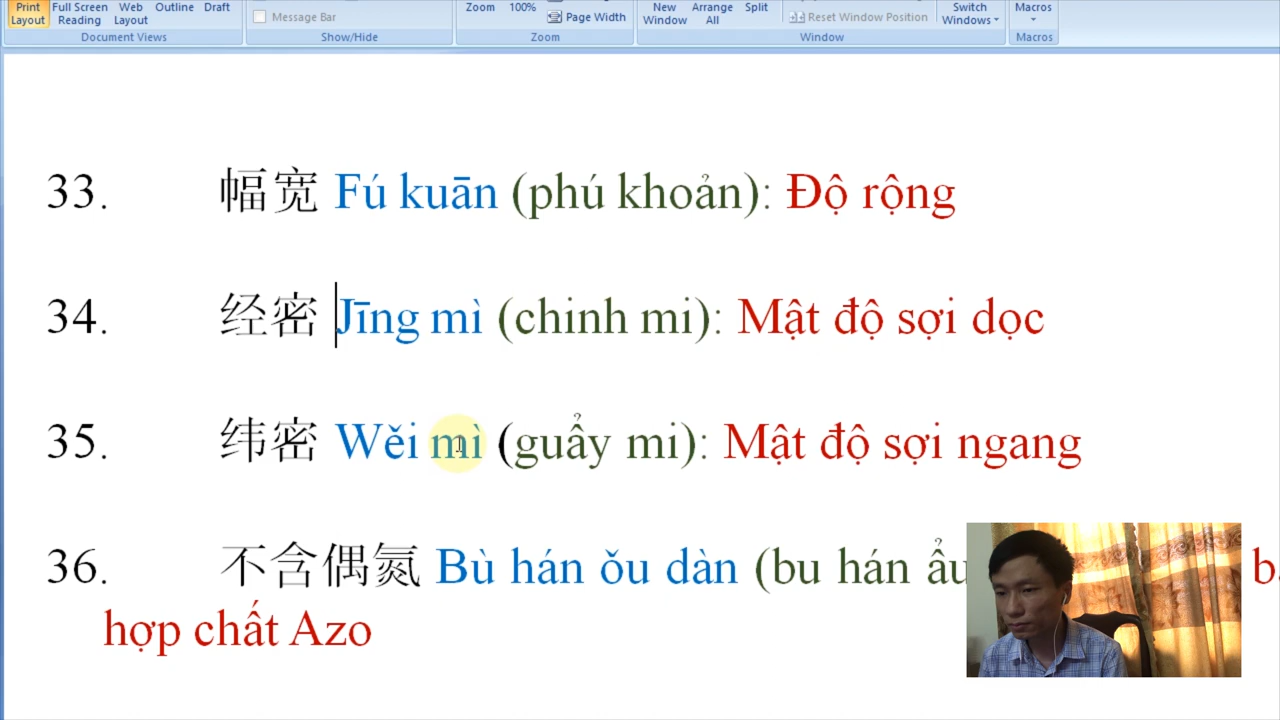 Print Layout
Full Screen Reading
Web Layout
Outline
Draft
Document Views
Message Bar
Show/Hide
Zoom
100%
Page Width
Zoom
New Window
Arrange All
Split
Reset Window Position
Switch Windows
Window
Macros
Macros
33. 幅宽 Fú kuān (phú khoản): Độ rộng
34. 经密 Jīng mì (chinh mi): Mật độ sợi dọc
35. 纬密 Wěi mì (guẩy mi): Mật độ sợi ngang
36. 不含偶氮 Bù hán ǒu dàn (bu hán ẩu
hợp chất Azo